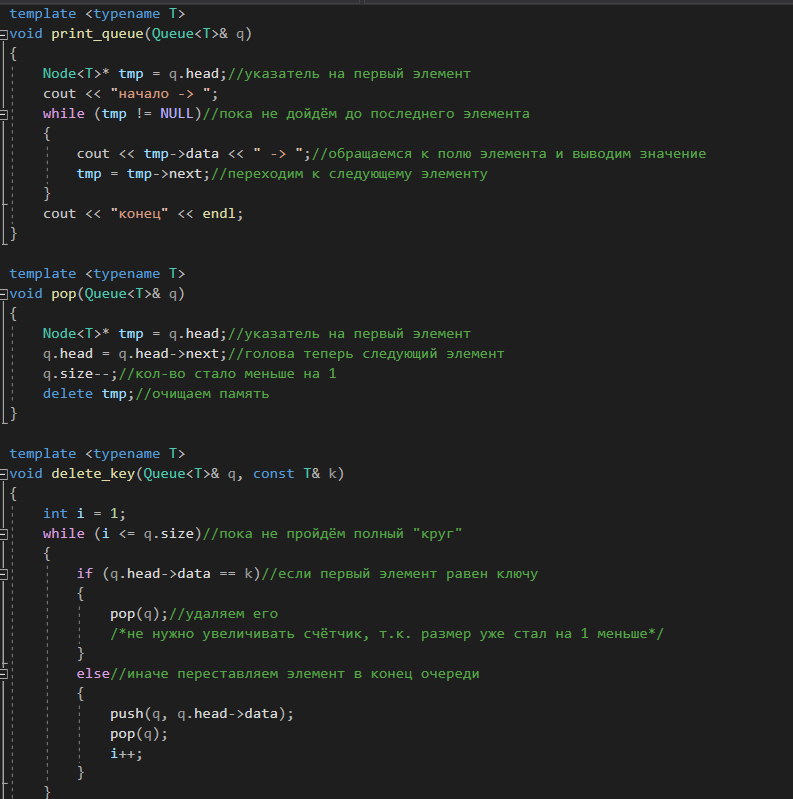 template <typename T>
void print_queue(Queue<T>& q)
{
    Node<T>* tmp = q.head;//указатель на первый элемент
    cout << "начало -> ";
    while (tmp != NULL)//пока не дойдём до последнего элемента
    {
        cout << tmp->data << " -> ";//обращаемся к полю элемента и выводим значение
        tmp = tmp->next;//переходим к следующему элементу
    }
    cout << "конец" << endl;
}

template <typename T>
void pop(Queue<T>& q)
{
    Node<T>* tmp = q.head;//указатель на первый элемент
    q.head = q.head->next;//голова теперь следующий элемент
    q.size--;//кол-во стало меньше на 1
    delete tmp;//очищаем память
}

template <typename T>
void delete_key(Queue<T>& q, const T& k)
{
    int i = 1;
    while (i <= q.size)//пока не пройдём полный "круг"
    {
        if (q.head->data == k)//если первый элемент равен ключу
        {
            pop(q);//удаляем его
            /*не нужно увеличивать счётчик, т.к. размер уже стал на 1 меньше*/
        }
        else//иначе переставляем элемент в конец очереди
        {
            push(q, q.head->data);
            pop(q);
            i++;
        }
    }